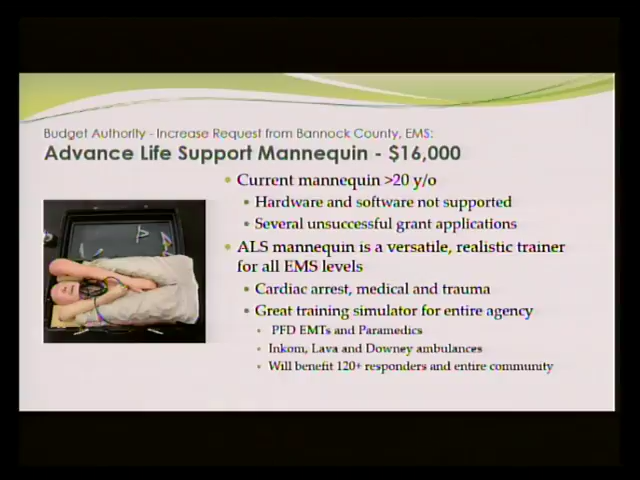 Budget Authority - Increase Request from Bannock County, EMS:
Advance Life Support Mannequin - $16,000
• Current mannequin >20 y/o
• Hardware and software not supported
• Several unsuccessful grant applications
• ALS mannequin is a versatile, realistic trainer
for all EMS levels
• Cardiac arrest, medical and trauma
• Great training simulator for entire agency
• PFD EMTs and Paramedics
• Inkom, Lava and Downey ambulances
• Will benefit 120+ responders and entire community